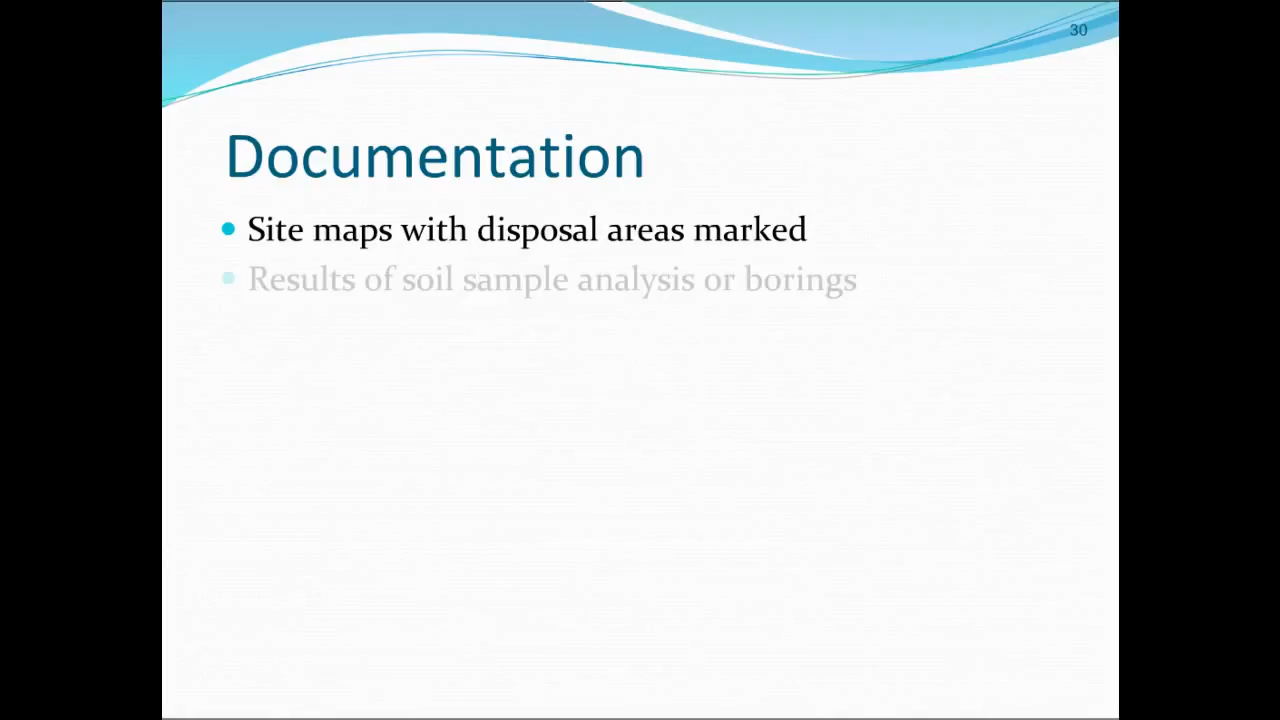 30
Documentation
Site maps with disposal areas marked
Results of soil sample analysis or borings